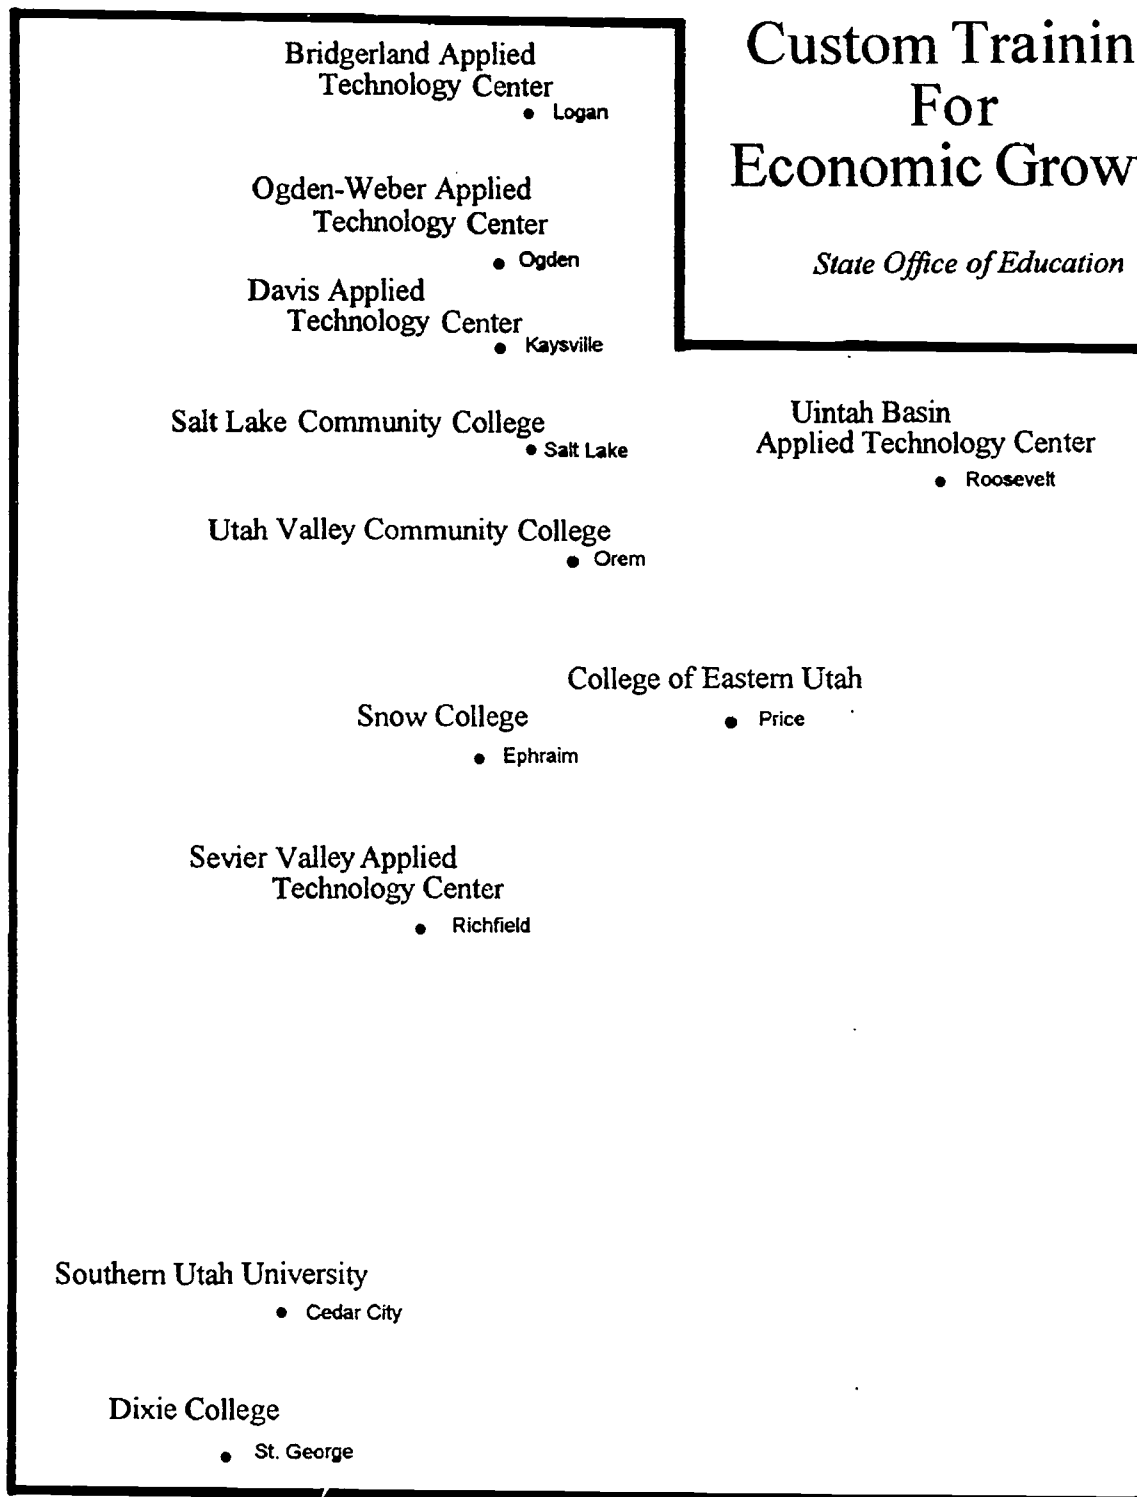 Custom Trainin
For
Economic Grow
State Office of Education
Bridgerland Applied
Technology Center
Logan
Ogden-Weber Applied
Technology Center
Ogden
Davis Applied
Technology Center
Kaysville
Salt Lake Community College
Salt Lake
Uintah Basin
Applied Technology Center
Roosevelt
Utah Valley Community College
Orem
College of Eastern Utah
Price
Snow College
Ephraim
Sevier Valley Applied
Technology Center
Richfield
Southern Utah University
Cedar City
Dixie College
St. George